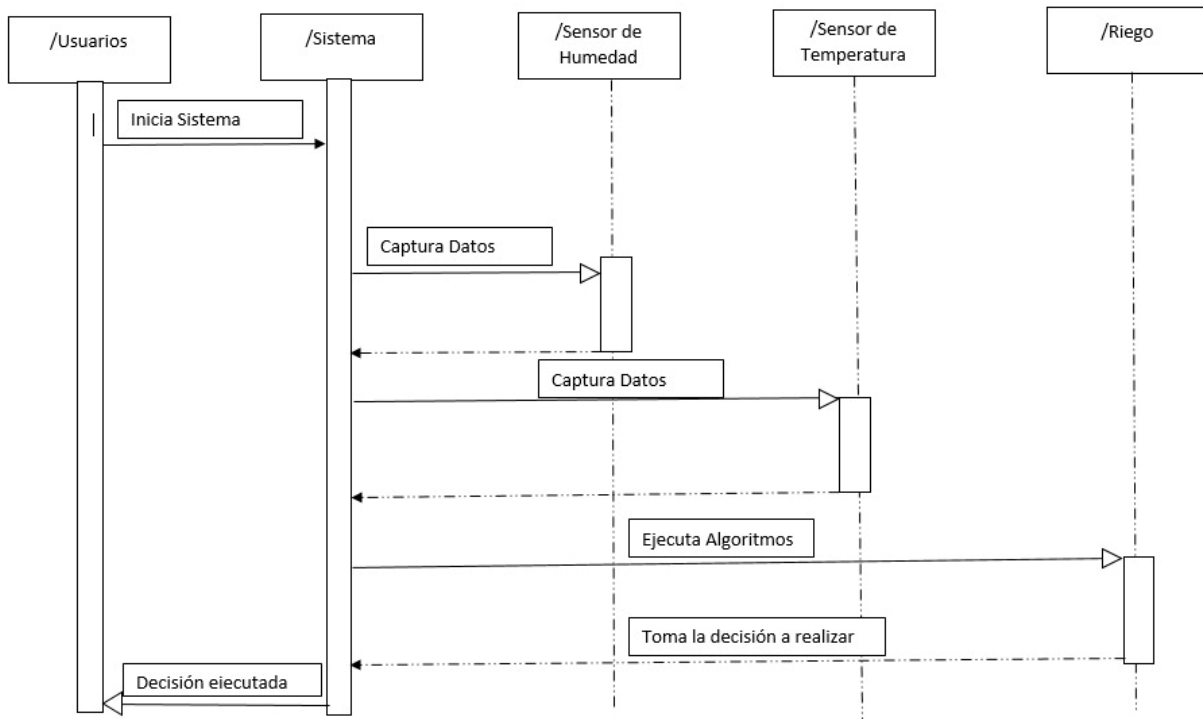 /Usuarios
/Sistema
/Sensor de
Humedad
/Sensor de
Temperatura
/Riego
Inicia Sistema
Captura Datos
Captura Datos
Ejecuta Algoritmos
Toma la decisión a realizar
Decisión ejecutada